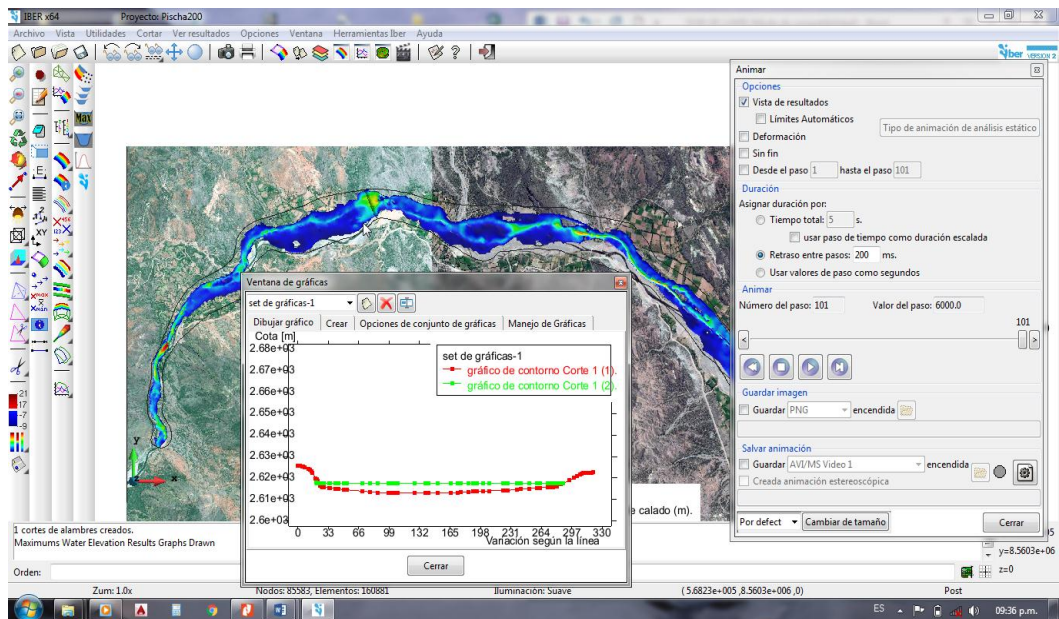 IBER x64 Proyecto: Pischa200
Archivo Vista Utilidades Cortar Ver resultados Opciones Ventana Herramientas Iber Ayuda
iber VERSION 2
Max
E
XY
xmax
Xmin
21
17
-7
-9
y
x
z
e calado (m).
Ventana de gráficas
set de gráficas-1
Dibujar gráfico Crear Opciones de conjunto de gráficas Manejo de Gráficas
Cota [m]
2.68e+03
2.67e+03
2.66e+03
2.65e+03
2.64e+03
2.63e+03
2.62e+03
2.61e+03
2.6e+03
set de gráficas-1
gráfico de contorno Corte 1 (1).
gráfico de contorno Corte 1 (2).
0 33 66 99 132 165 198 231 264 297 330
Variación según la línea
Cerrar
Animar
Opciones
Vista de resultados
Límites Automáticos
Tipo de animación de análisis estático
Deformación
Sin fin
Desde el paso 1 hasta el paso 101
Duración
Asignar duración por:
Tiempo total: 5 s.
usar paso de tiempo como duración escalada
Retraso entre pasos: 200 ms.
Usar valores de paso como segundos
Animar
Número del paso: 101 Valor del paso: 6000.0
101
Guardar imagen
Guardar PNG encendida
Salvar animación
Guardar AVI/MS Video 1 encendida
Creada animación estereoscópica
Por defect Cambiar de tamaño Cerrar
1 cortes de alambres creados.
Maximums Water Elevation Results Graphs Drawn
Orden:
y=8.5603e+06
z=0
Zum: 1.0x Nodos: 85583, Elementos: 160881 Iluminación: Suave (5.6823e+005 ,8.5603e+006 ,0) Post
ES 09:36 p.m.